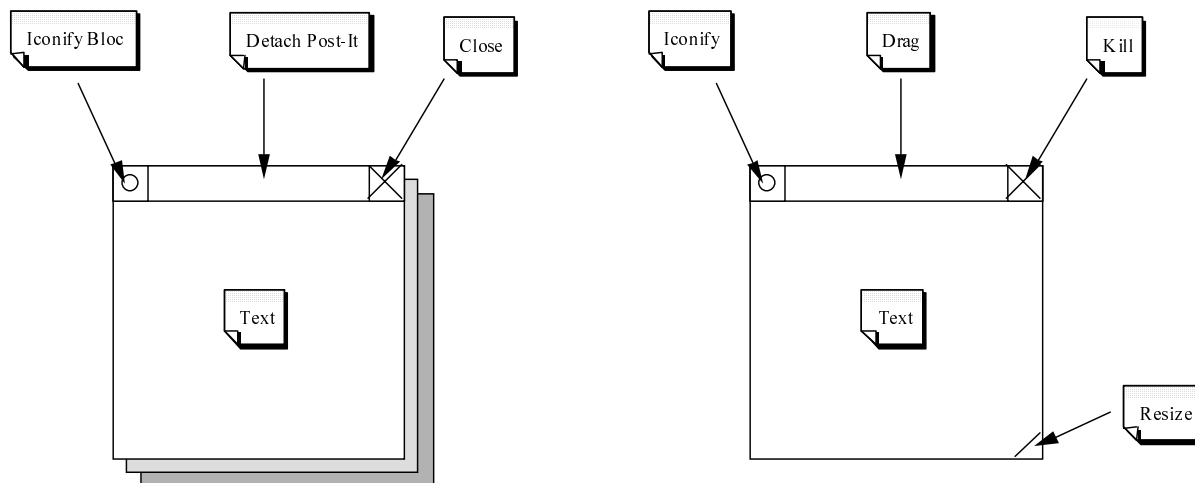 Iconify Bloc
Detach Post-It
Close
Iconify
Drag
Kill
Text
Text
Resize